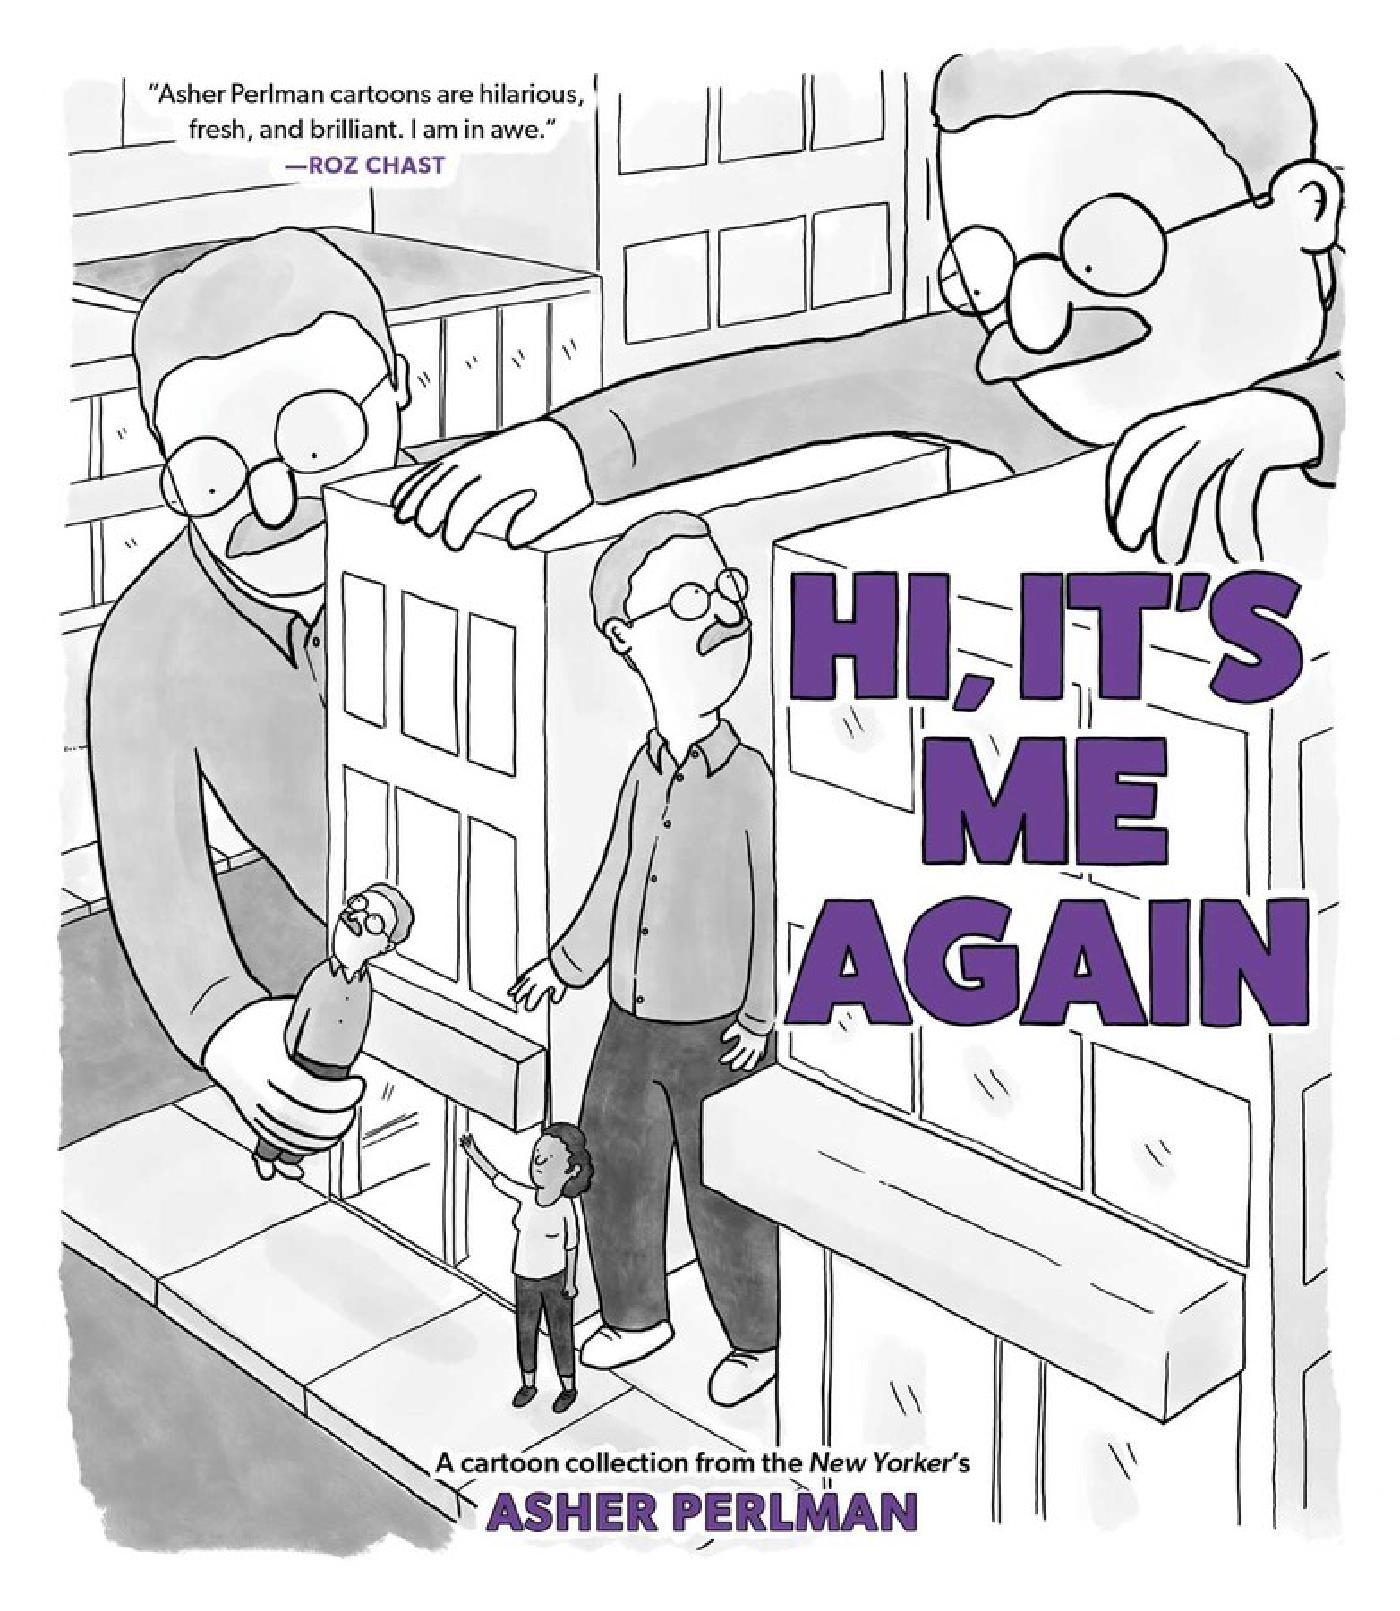 "Asher Perlman cartoons are hilarious,
fresh, and brilliant. I am in awe."
—ROZ CHAST
HI, IT'S
ME
AGAIN
A cartoon collection from the New Yorker's
ASHER PERLMAN